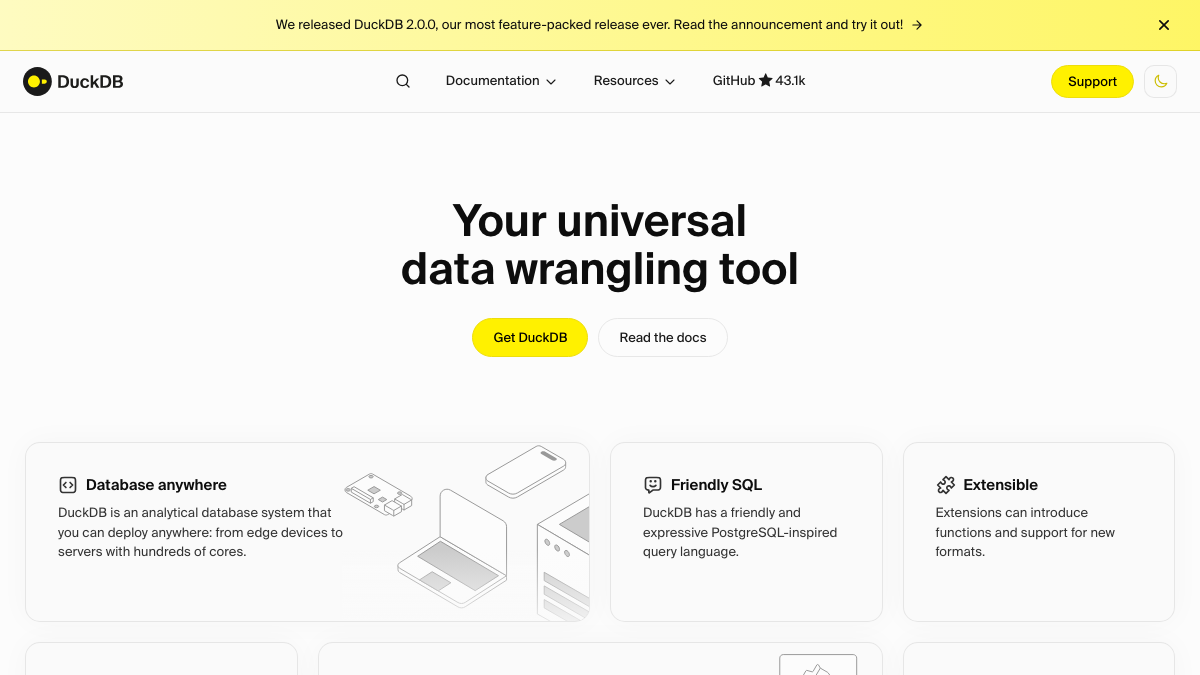 We released DuckDB 2.0.0, our most feature-packed release ever. Read the announcement and try it out! →
DuckDB
Documentation
Resources
GitHub ★ 43.1k
Support
Your universal
data wrangling tool
Get DuckDB
Read the docs
Database anywhere
DuckDB is an analytical database system that
you can deploy anywhere: from edge devices to
servers with hundreds of cores.
Friendly SQL
DuckDB has a friendly and
expressive PostgreSQL-inspired
query language.
Extensible
Extensions can introduce
functions and support for new
formats.